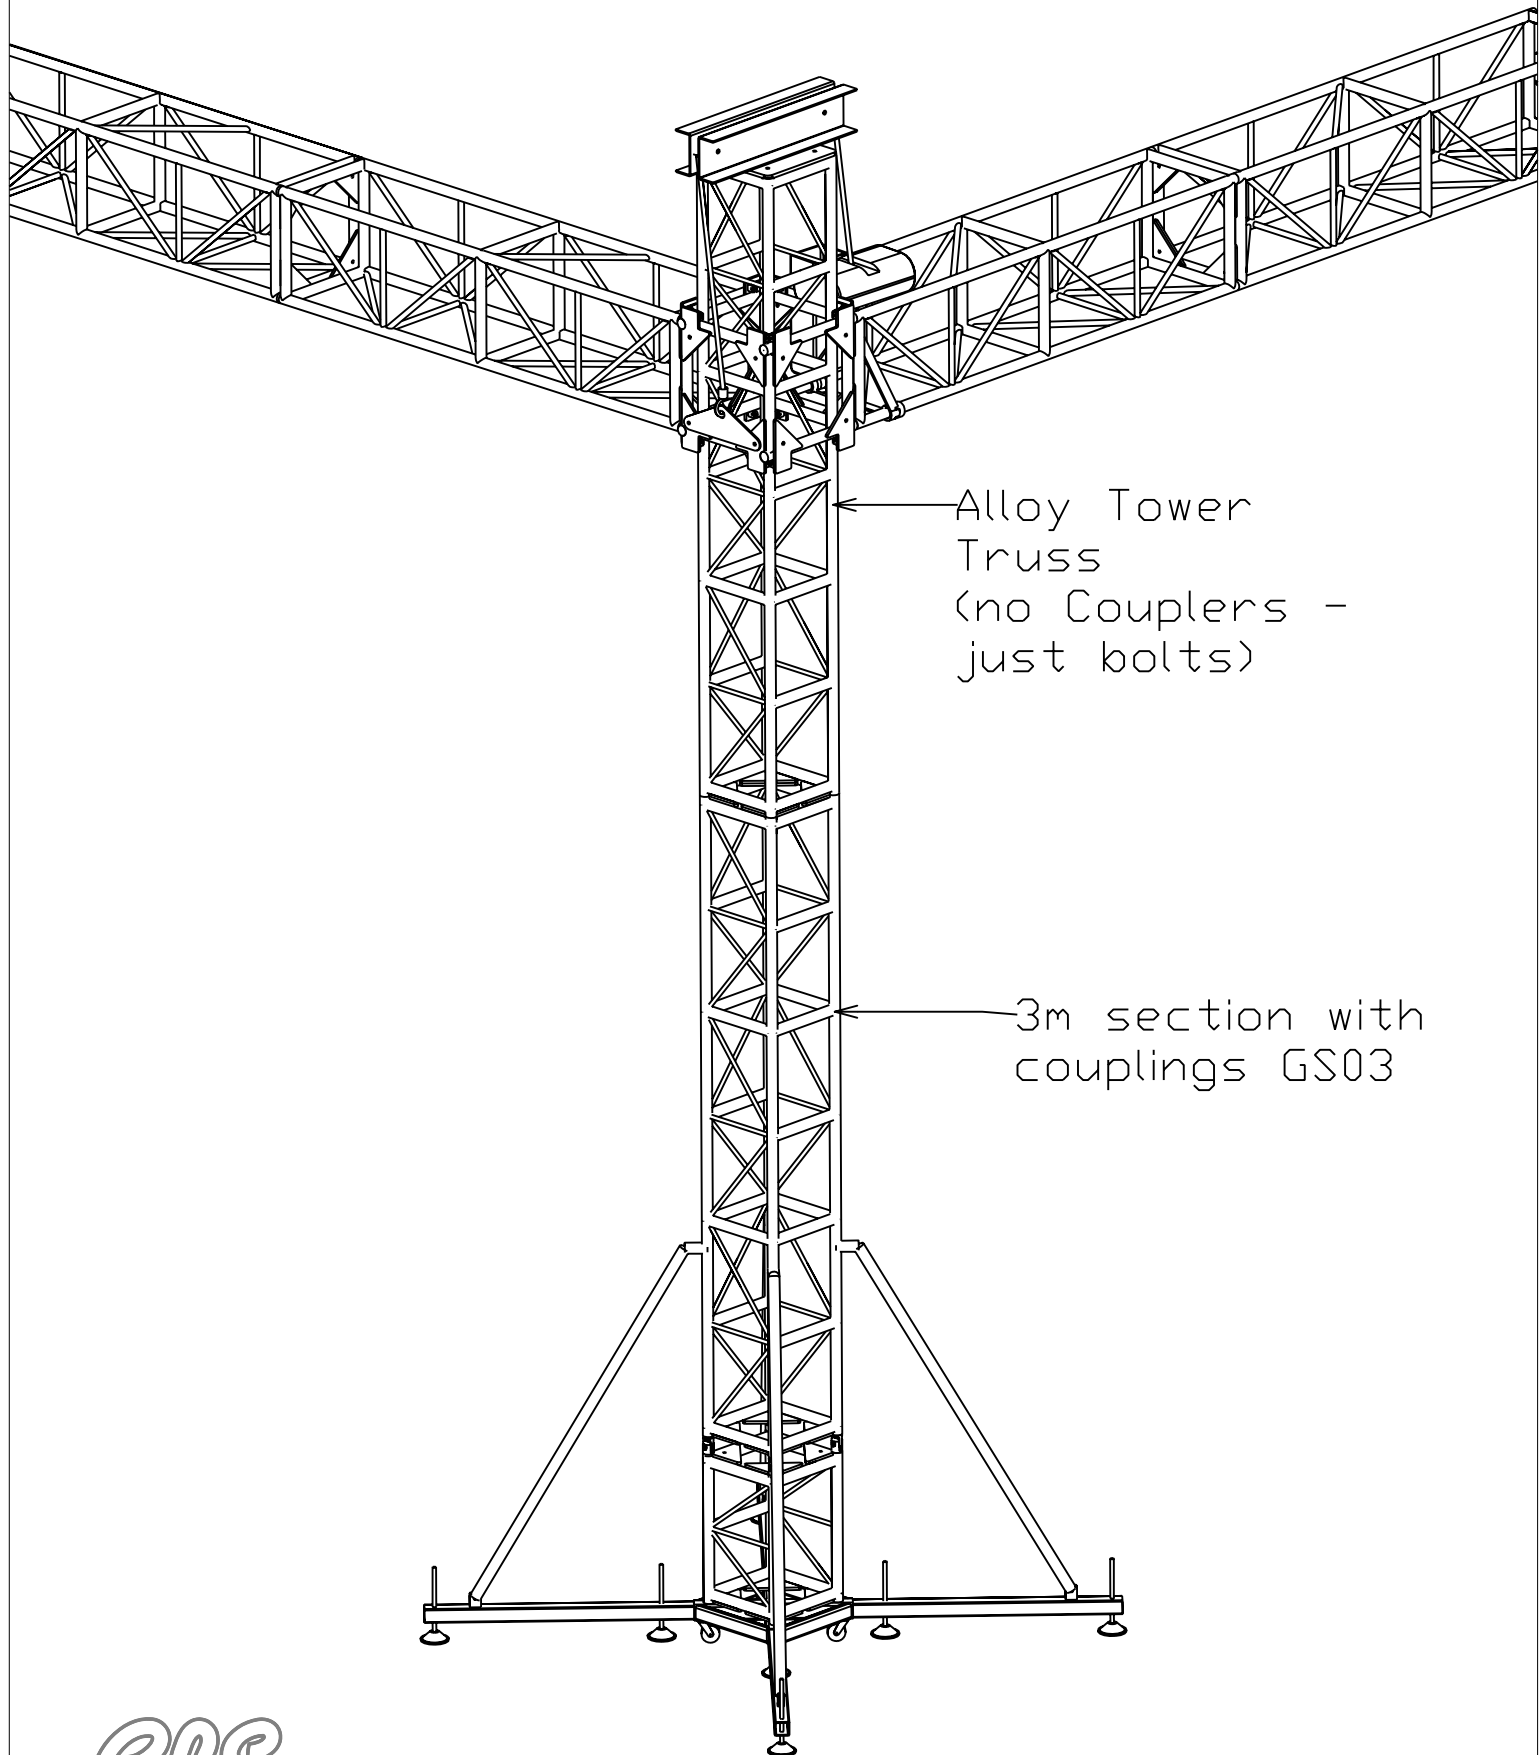 Alloy Tower
Truss
(no Couplers -
just bolts)
3m section with
couplings GS03